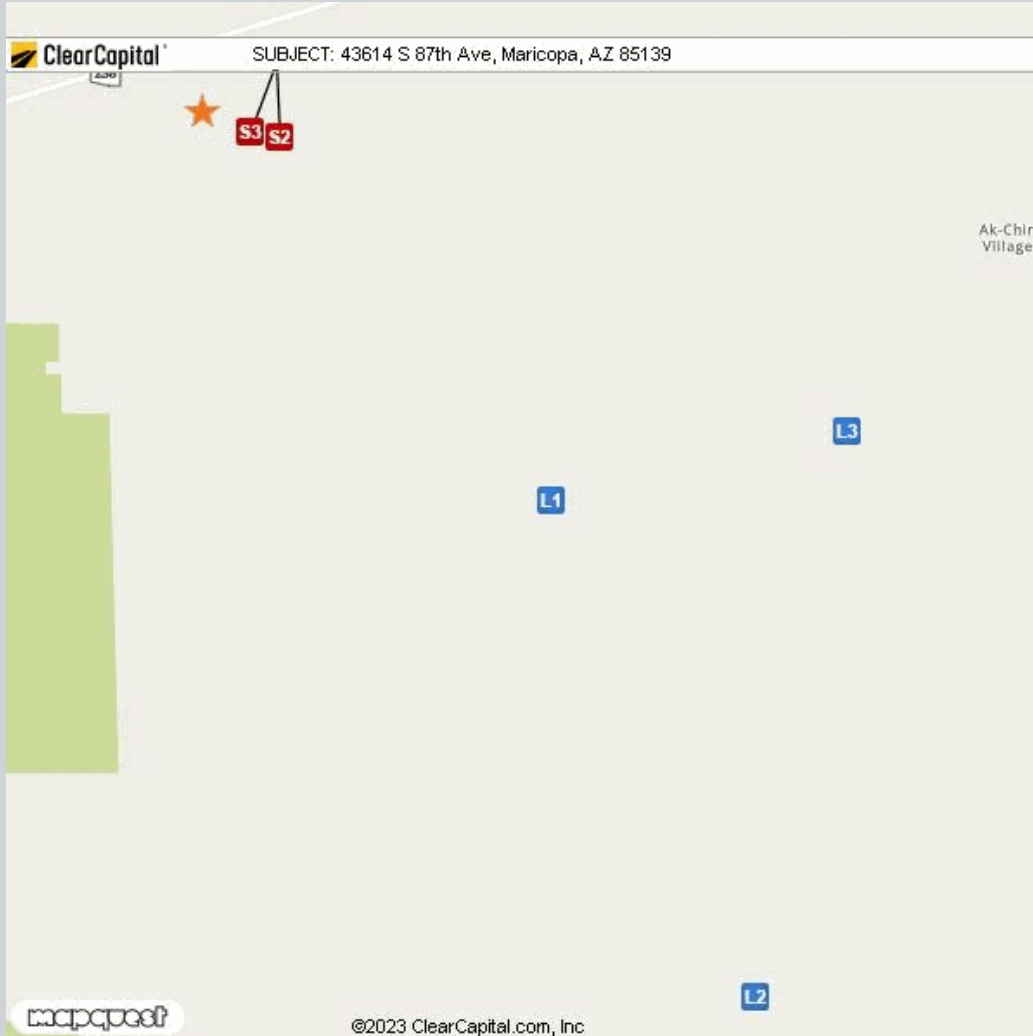 ClearCapital
SUBJECT: 43614 S 87th Ave, Maricopa, AZ 85139
S3
S2
Ak-Chin
Village
L3
L1
L2
mapquest
©2023 ClearCapital.com, Inc